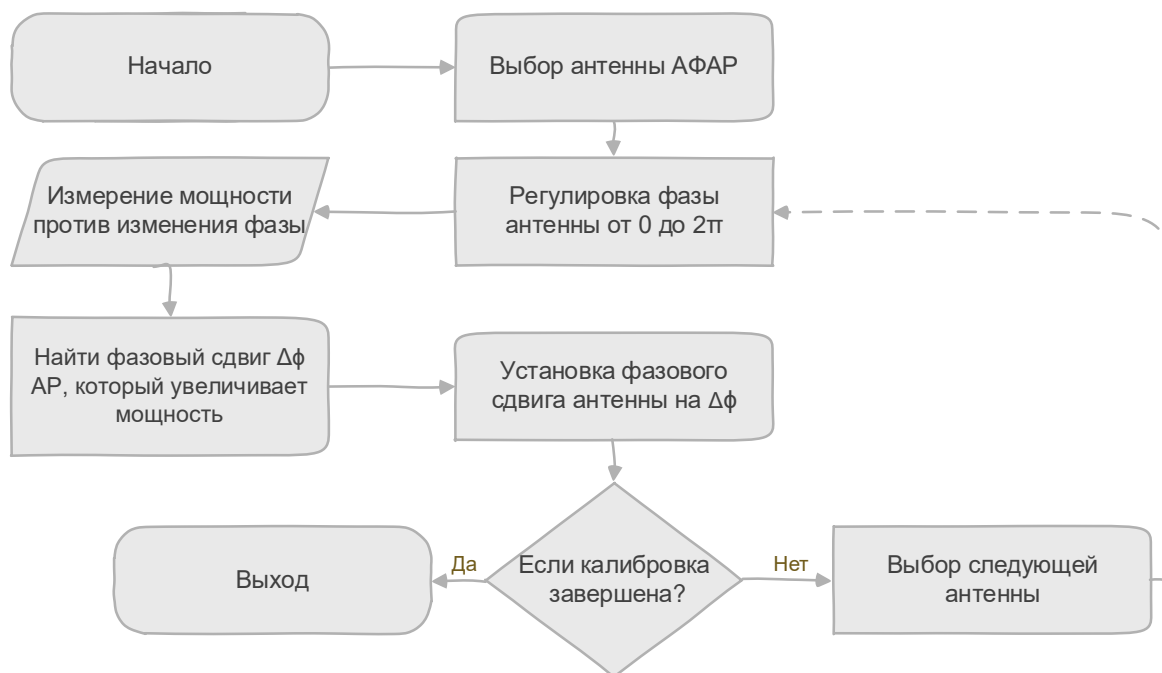 Начало
Выбор антенны АФАР
Измерение мощности
против изменения фазы
Регулировка фазы
антенны от 0 до 2π
Найти фазовый сдвиг Δϕ
АР, который увеличивает
мощность
Установка фазового
сдвига антенны на Δϕ
Выход
Да
Если калибровка
завершена?
Нет
Выбор следующей
антенны